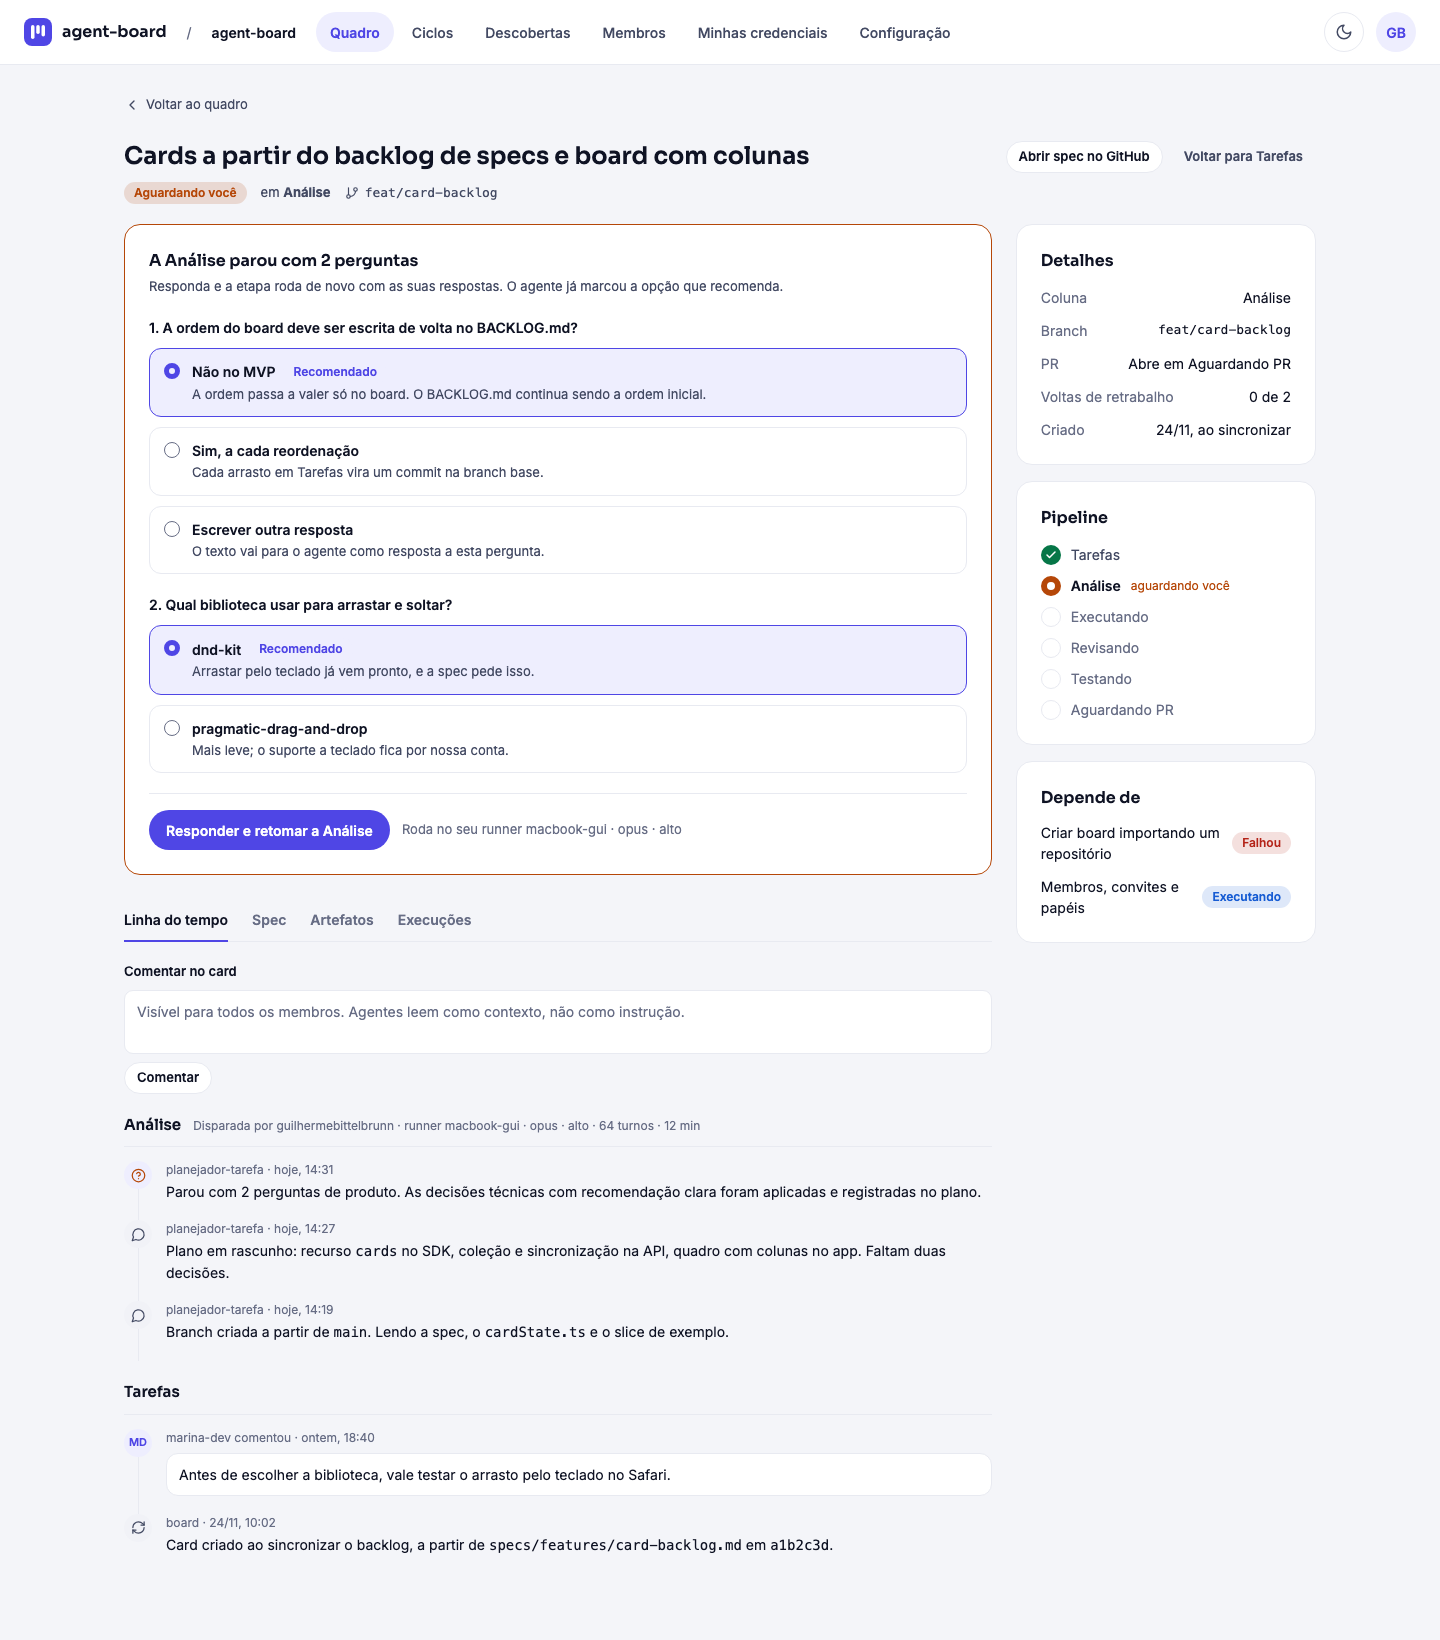 agent-board / agent-board Quadro Ciclos Descobertas Membros Minhas credenciais Configuração GB
Voltar ao quadro
Cards a partir do backlog de specs e board com colunas
Abrir spec no GitHub Voltar para Tarefas
Aguardando você em Análise feat/card-backlog
A Análise parou com 2 perguntas
Responda e a etapa roda de novo com as suas respostas. O agente já marcou a opção que recomenda.
1. A ordem do board deve ser escrita de volta no BACKLOG.md?
Não no MVP Recomendado
A ordem passa a valer só no board. O BACKLOG.md continua sendo a ordem inicial.
Sim, a cada reordenação
Cada arrasto em Tarefas vira um commit na branch base.
Escrever outra resposta
O texto vai para o agente como resposta a esta pergunta.
2. Qual biblioteca usar para arrastar e soltar?
dnd-kit Recomendado
Arrastar pelo teclado já vem pronto, e a spec pede isso.
pragmatic-drag-and-drop
Mais leve; o suporte a teclado fica por nossa conta.
Responder e retomar a Análise Roda no seu runner macbook-gui · opus · alto
Detalhes
Coluna Análise
Branch feat/card-backlog
PR Abre em Aguardando PR
Voltas de retrabalho 0 de 2
Criado 24/11, ao sincronizar
Pipeline
Tarefas
Análise aguardando você
Executando
Revisando
Testando
Aguardando PR
Depende de
Criar board importando um
repositório
Falhou
Membros, convites e
papéis
Executando
Linha do tempo Spec Artefatos Execuções
Comentar no card
Visível para todos os membros. Agentes leem como contexto, não como instrução.
Comentar
Análise Disparada por guilhermebittelbrunn · runner macbook-gui · opus · alto · 64 turnos · 12 min
planejador-tarefa · hoje, 14:31
Parou com 2 perguntas de produto. As decisões técnicas com recomendação clara foram aplicadas e registradas no plano.
planejador-tarefa · hoje, 14:27
Plano em rascunho: recurso cards no SDK, coleção e sincronização na API, quadro com colunas no app. Faltam duas
decisões.
planejador-tarefa · hoje, 14:19
Branch criada a partir de main. Lendo a spec, o cardState.ts e o slice de exemplo.
Tarefas
MD marina-dev comentou · ontem, 18:40
Antes de escolher a biblioteca, vale testar o arrasto pelo teclado no Safari.
board · 24/11, 10:02
Card criado ao sincronizar o backlog, a partir de specs/features/card-backlog.md em a1b2c3d.